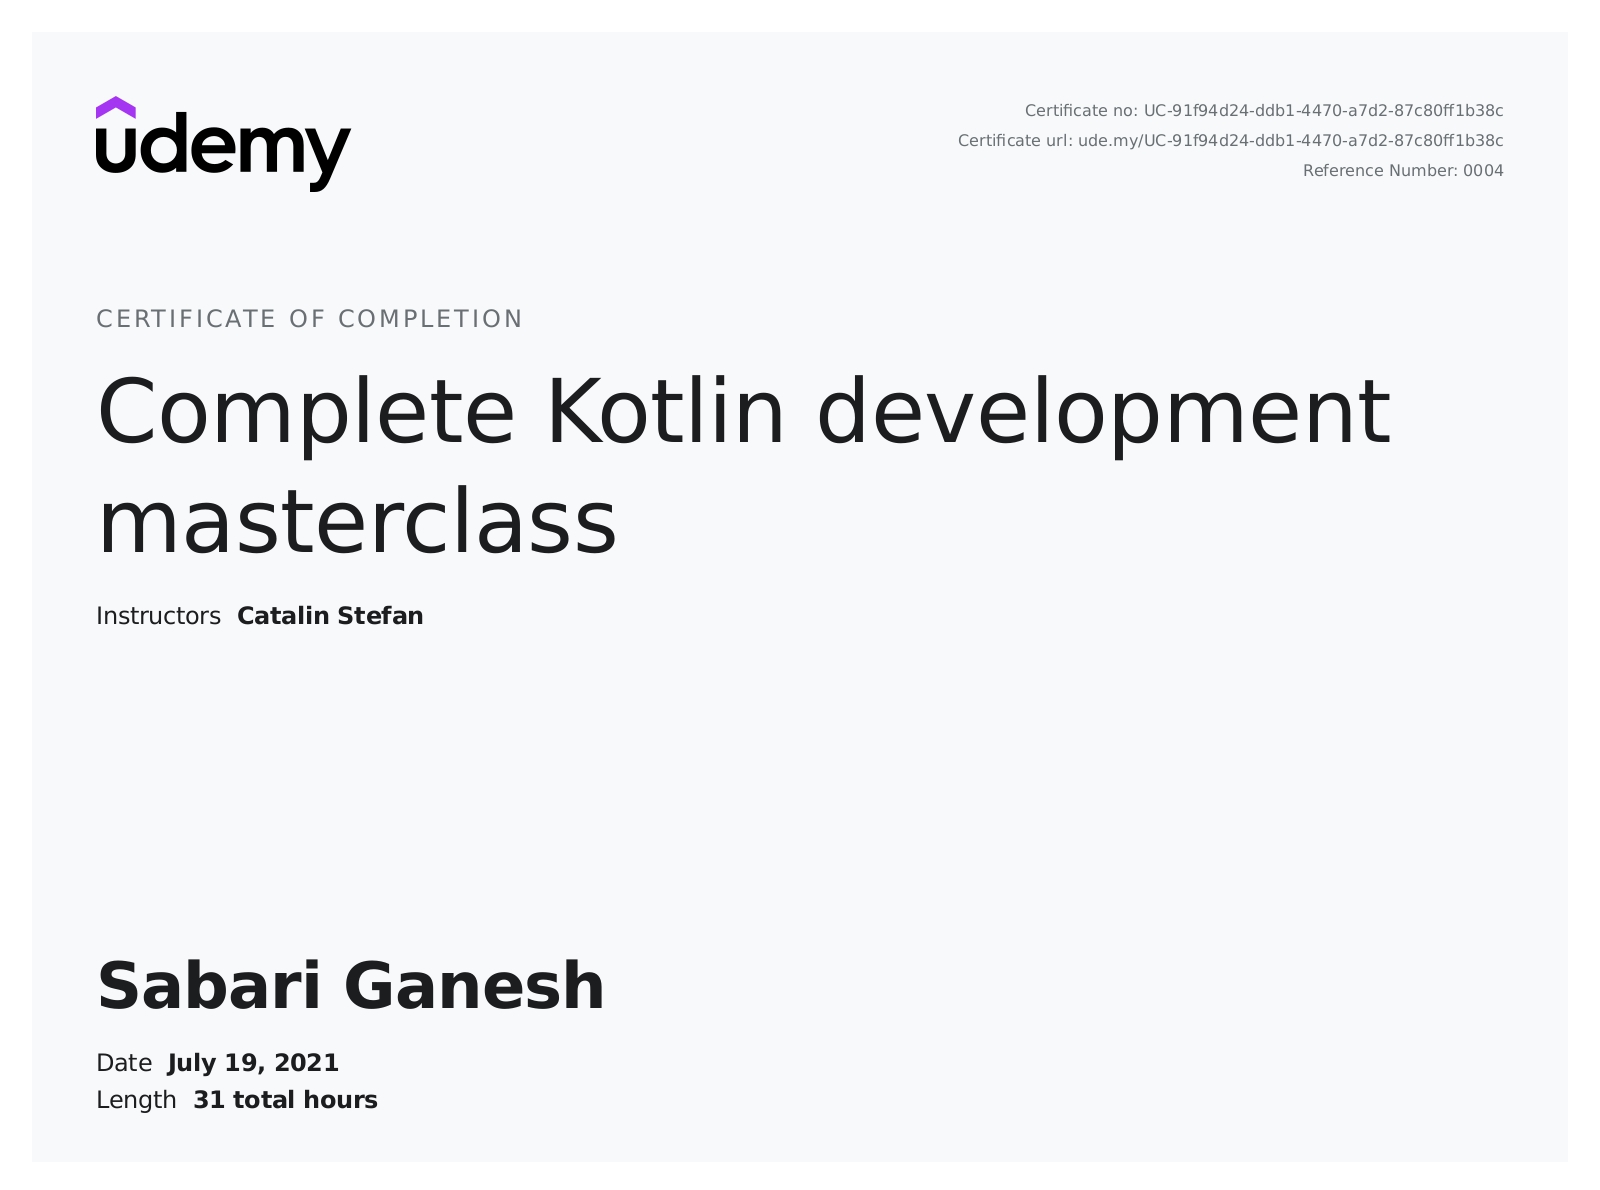 udemy
Certificate no: UC-91f94d24-ddb1-4470-a7d2-87c80ff1b38c
Certificate url: ude.my/UC-91f94d24-ddb1-4470-a7d2-87c80ff1b38c
Reference Number: 0004
CERTIFICATE OF COMPLETION
Complete Kotlin development
masterclass
Instructors Catalin Stefan
Sabari Ganesh
Date July 19, 2021
Length 31 total hours